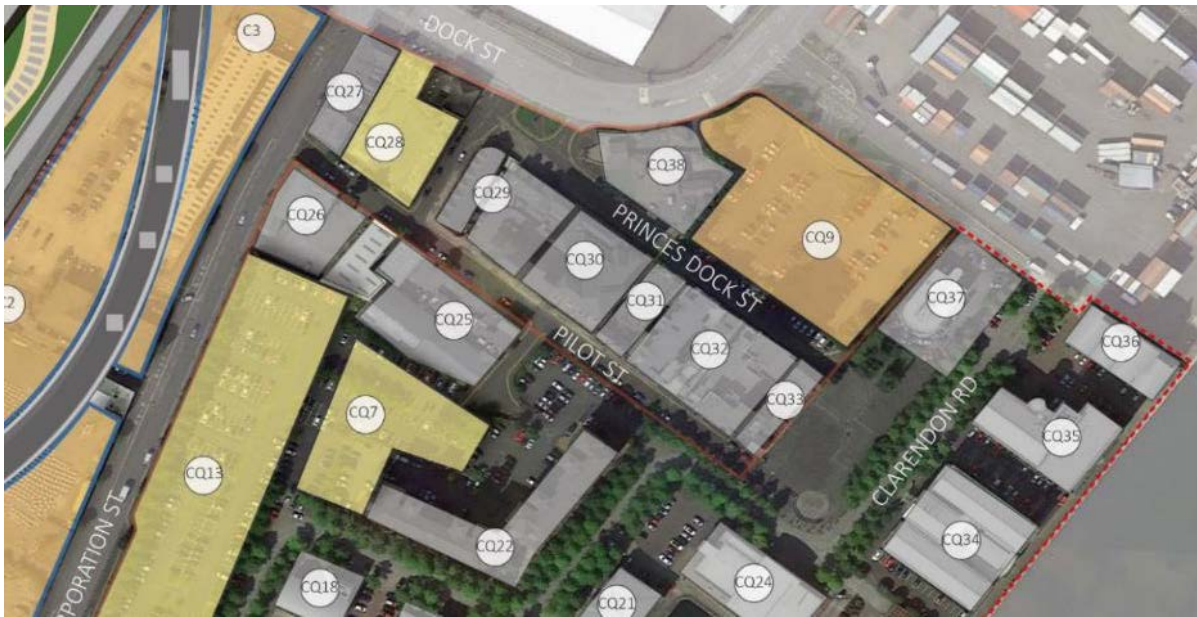 C3
DOCK ST
CQ27
CQ28
CQ38
CQ29
CQ26
PRINCES DOCK ST
CQ9
CQ30
CQ37
C2
CQ31
CQ25
PILOT ST
CQ32
CQ36
CQ33
CQ7
CLARENDON RD
CQ35
CQ13
CQ34
CQ22
PORATION ST
CQ18
CQ24
CQ21